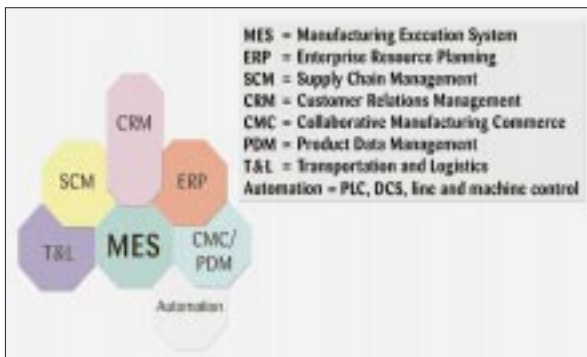 MES = Manufacturing Execution System
ERP = Enterprise Resource Planning
SCM = Supply Chain Management
CRM = Customer Relations Management
CMC = Collaborative Manufacturing Commerce
PDM = Product Data Management
T&L = Transportation and Logistics
Automation = PLC, DCS, line and machine control
CRM
SCM
ERP
T&L
MES
CMC/
PDM
Automation